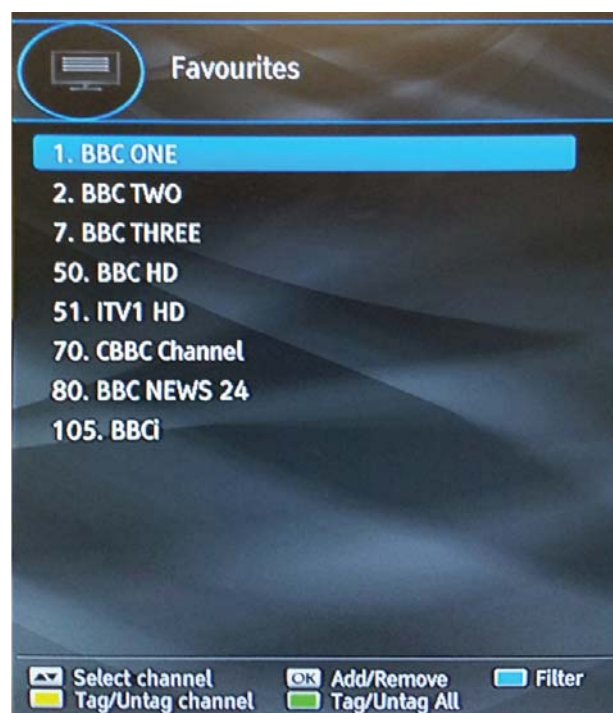 Favourites
1. BBC ONE
2. BBC TWO
7. BBC THREE
50. BBC HD
51. ITV1 HD
70. CBBC Channel
80. BBC NEWS 24
105. BBCi
Select channel OK Add/Remove Filter
Tag/Untag channel Tag/Untag All